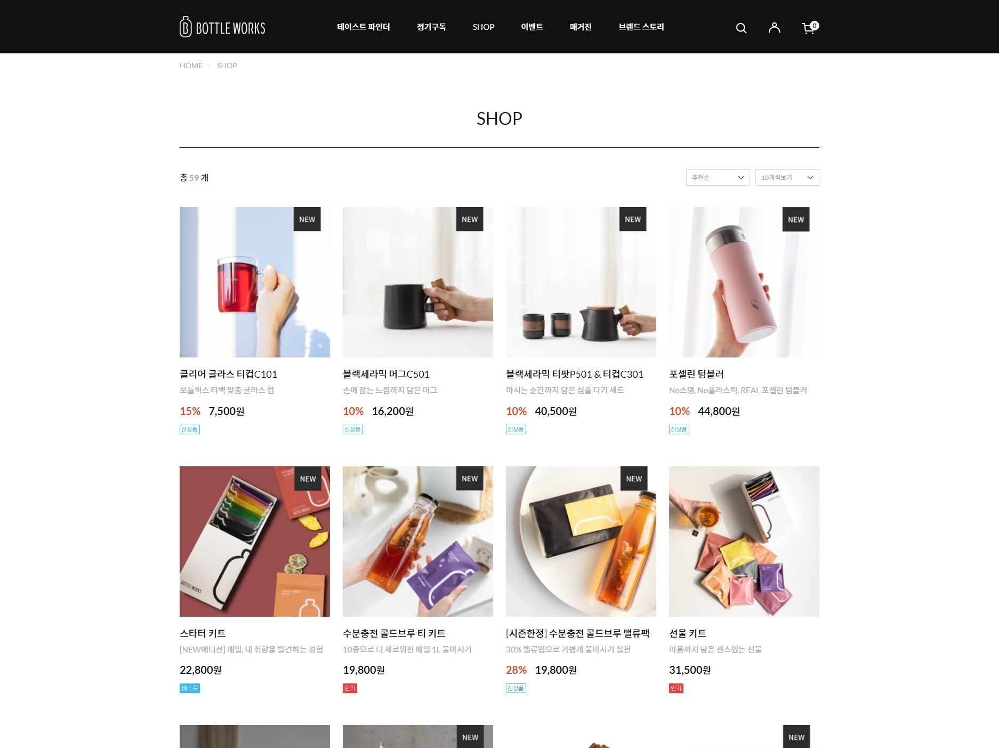 BOTTLE WORKS
테이스트 파인더 정기구독 SHOP 이벤트 매거진 브랜드 스토리
0
HOME > SHOP
SHOP
총 59 개
추천순 10개씩보기
NEW NEW NEW NEW
클리어 글라스 티컵C101
보틀웍스 티백 맞춤 글라스 컵
15% 7,500원
신상품
블랙세라믹 머그C501
손에 잡는 느낌까지 담은 머그
10% 16,200원
신상품
블랙세라믹 티팟P501 & 티컵C301
마시는 순간까지 담은 심플 다기 세트
10% 40,500원
신상품
포셀린 텀블러
No스뎅, No플라스틱, REAL 포셀린 텀블러
10% 44,800원
신상품
NEW NEW NEW
BOTTLE WORKS
BOTTLE WORKS
스타터 키트
[NEW에디션] 매일, 내 취향을 발견하는 경험
22,800원
베스트
수분충전 콜드브루 티 키트
10종으로 더 새로워진 매일 1L 물마시기
19,800원
인기
[시즌한정] 수분충전 콜드브루 밸류팩
30% 밸류업으로 가볍게 물마시기 실천
28% 19,800원
신상품
선물 키트
마음까지 담은 센스있는 선물
31,500원
인기
NEW NEW